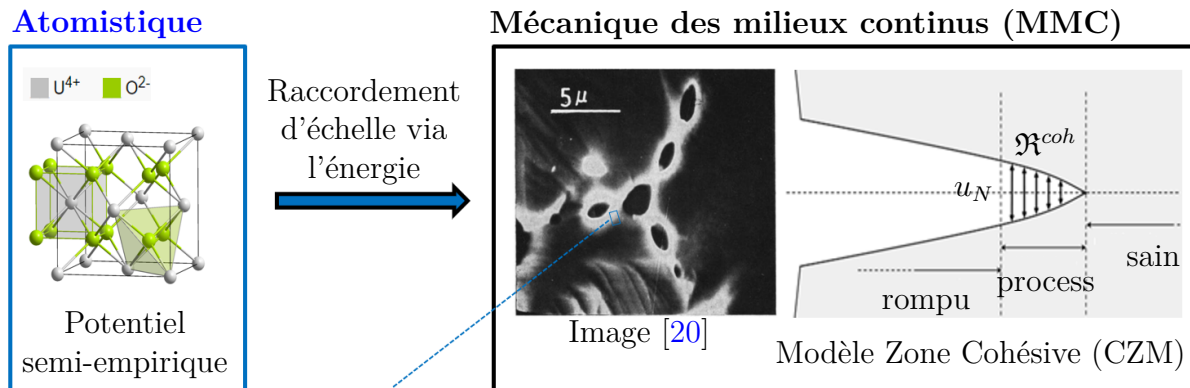 Atomistique
U4+ O2-
Potentiel
semi-empirique
Raccordement
d'échelle via
l'énergie
Mécanique des milieux continus (MMC)
5 μ
Image [20]
ℜcoh
uN
sain
process
rompu
Modèle Zone Cohésive (CZM)